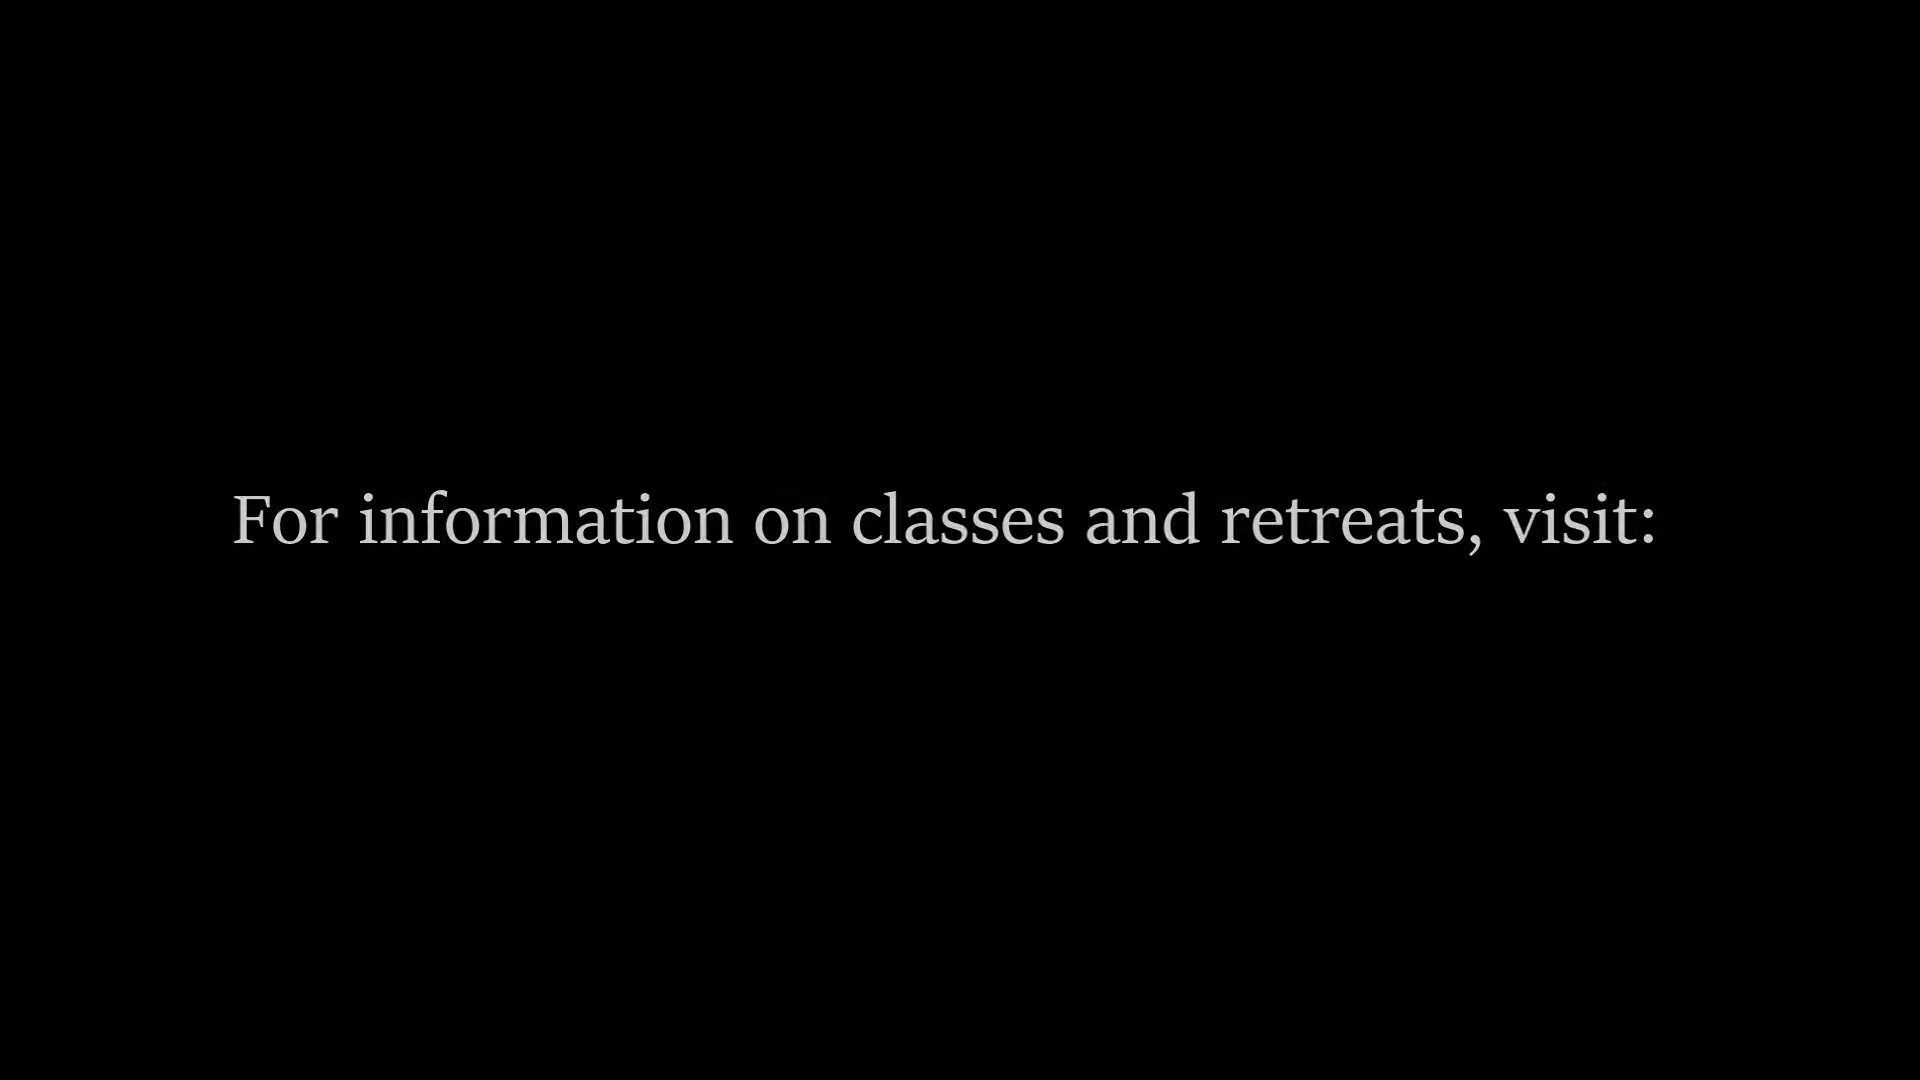 For information on classes and retreats, visit: